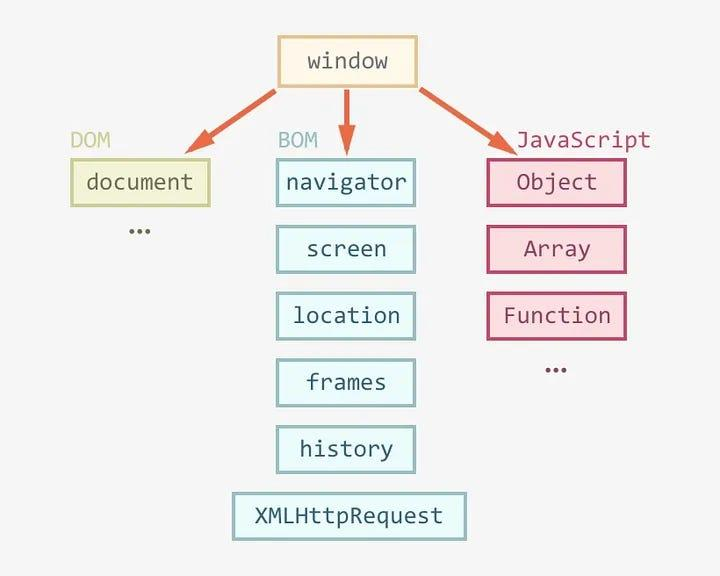 window
DOM
document
...
BOM
navigator
screen
location
frames
history
XMLHttpRequest
JavaScript
Object
Array
Function
...